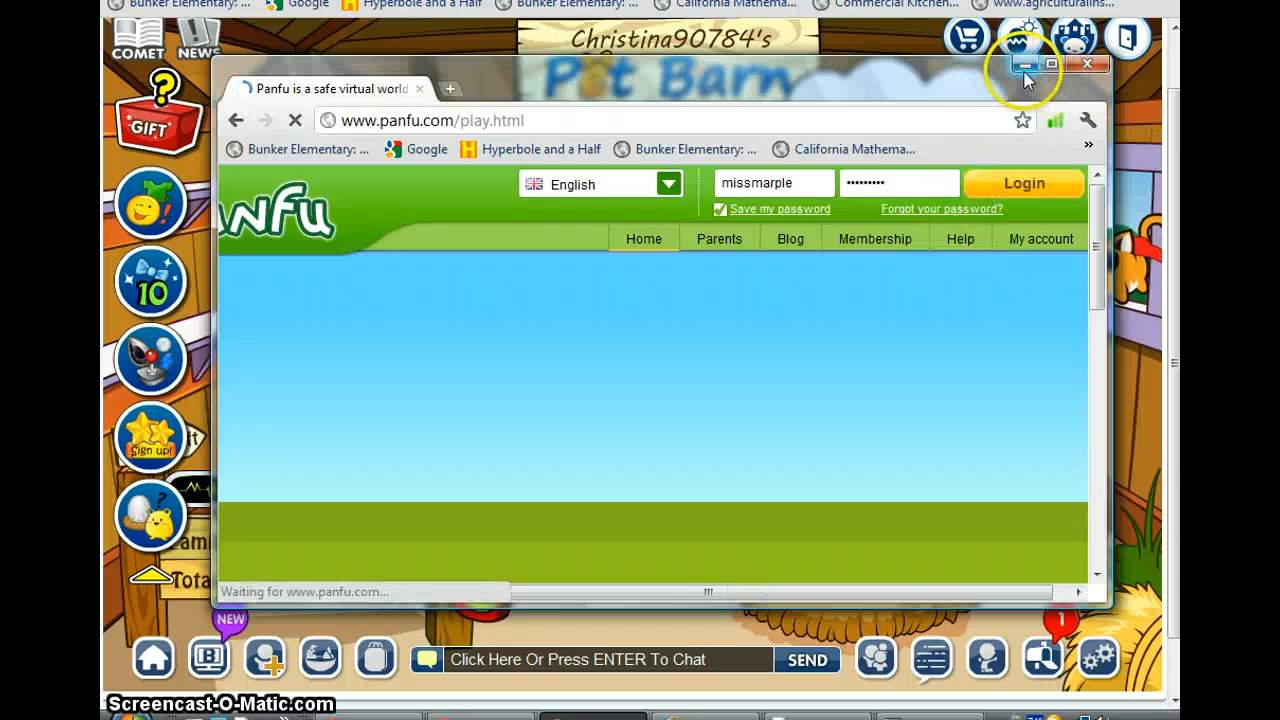 Bunker Elementary: ... Google Hyperbole and a Half Bunker Elementary: ... California Mathema... Commercial Kitchen... www.agriculturalins...
Christina90784's
COMET NEWS
Pet Barn
GIFT
Panfu is a safe virtual world
www.panfu.com/play.html
Bunker Elementary: ... Google Hyperbole and a Half Bunker Elementary: ... California Mathema... »
English missmarple ••••••••• Login
Save my password Forgot your password?
Home Parents Blog Membership Help My account
10
Sign up!
Waiting for www.panfu.com...
NEW
1
B Click Here Or Press ENTER To Chat SEND
Screencast-O-Matic.com